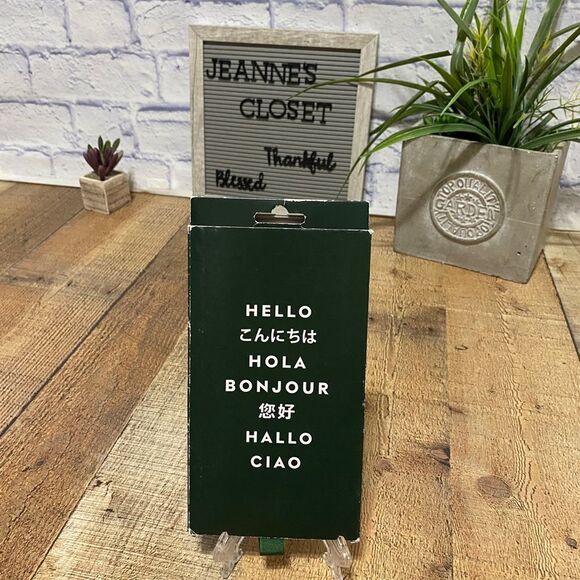 JEANNE'S
CLOSET
Thankful
Blessed
HELLO
こんにちは
HOLA
BONJOUR
您好
HALLO
CIAO